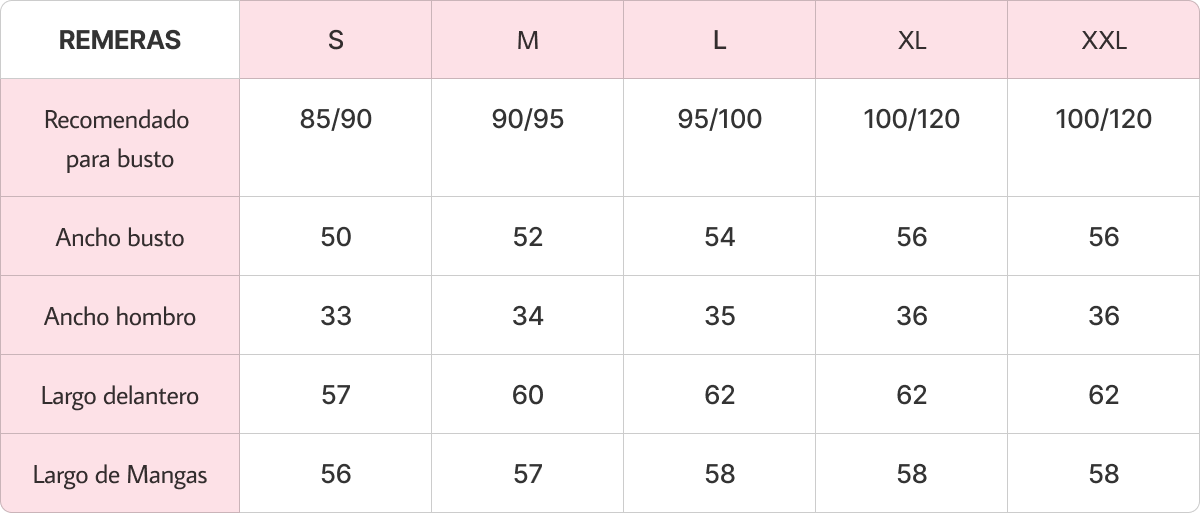 REMERAS S M L XL XXL
Recomendado 85/90 90/95 95/100 100/120 100/120
para busto
Ancho busto 50 52 54 56 56
Ancho hombro 33 34 35 36 36
Largo delantero 57 60 62 62 62
Largo de Mangas 56 57 58 58 58